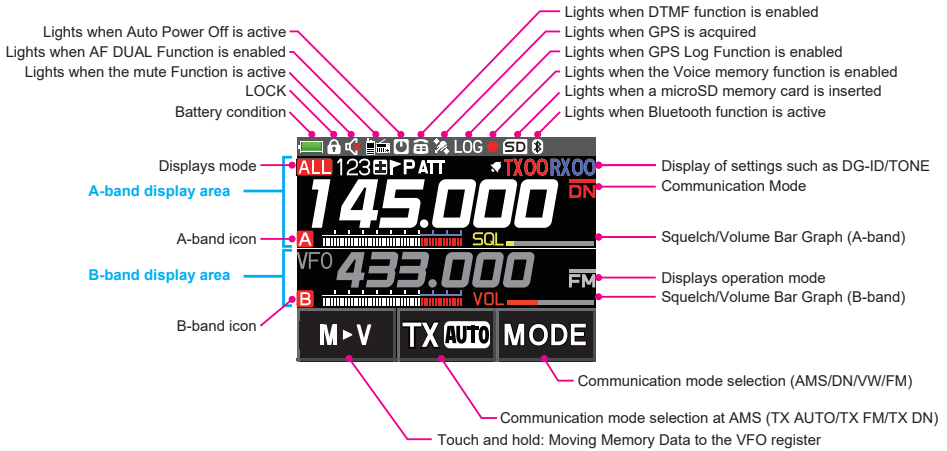 Lights when DTMF function is enabled
Lights when Auto Power Off is active
Lights when GPS is acquired
Lights when AF DUAL Function is enabled
Lights when GPS Log Function is enabled
Lights when the mute Function is active
Lights when the Voice memory function is enabled
LOCK
Lights when a microSD memory card is inserted
Battery condition
Lights when Bluetooth function is active
LOG SD
Displays mode
ALL 123 P ATT TX00 RX00
Display of settings such as DG-ID/TONE
A-band display area
DN
Communication Mode
145.000
A-band icon
A SQL
Squelch/Volume Bar Graph (A-band)
VFO 433.000
B-band display area
FM
Displays operation mode
B VOL
Squelch/Volume Bar Graph (B-band)
B-band icon
M►V TX AUTO MODE
Communication mode selection (AMS/DN/VW/FM)
Communication mode selection at AMS (TX AUTO/TX FM/TX DN)
Touch and hold: Moving Memory Data to the VFO register